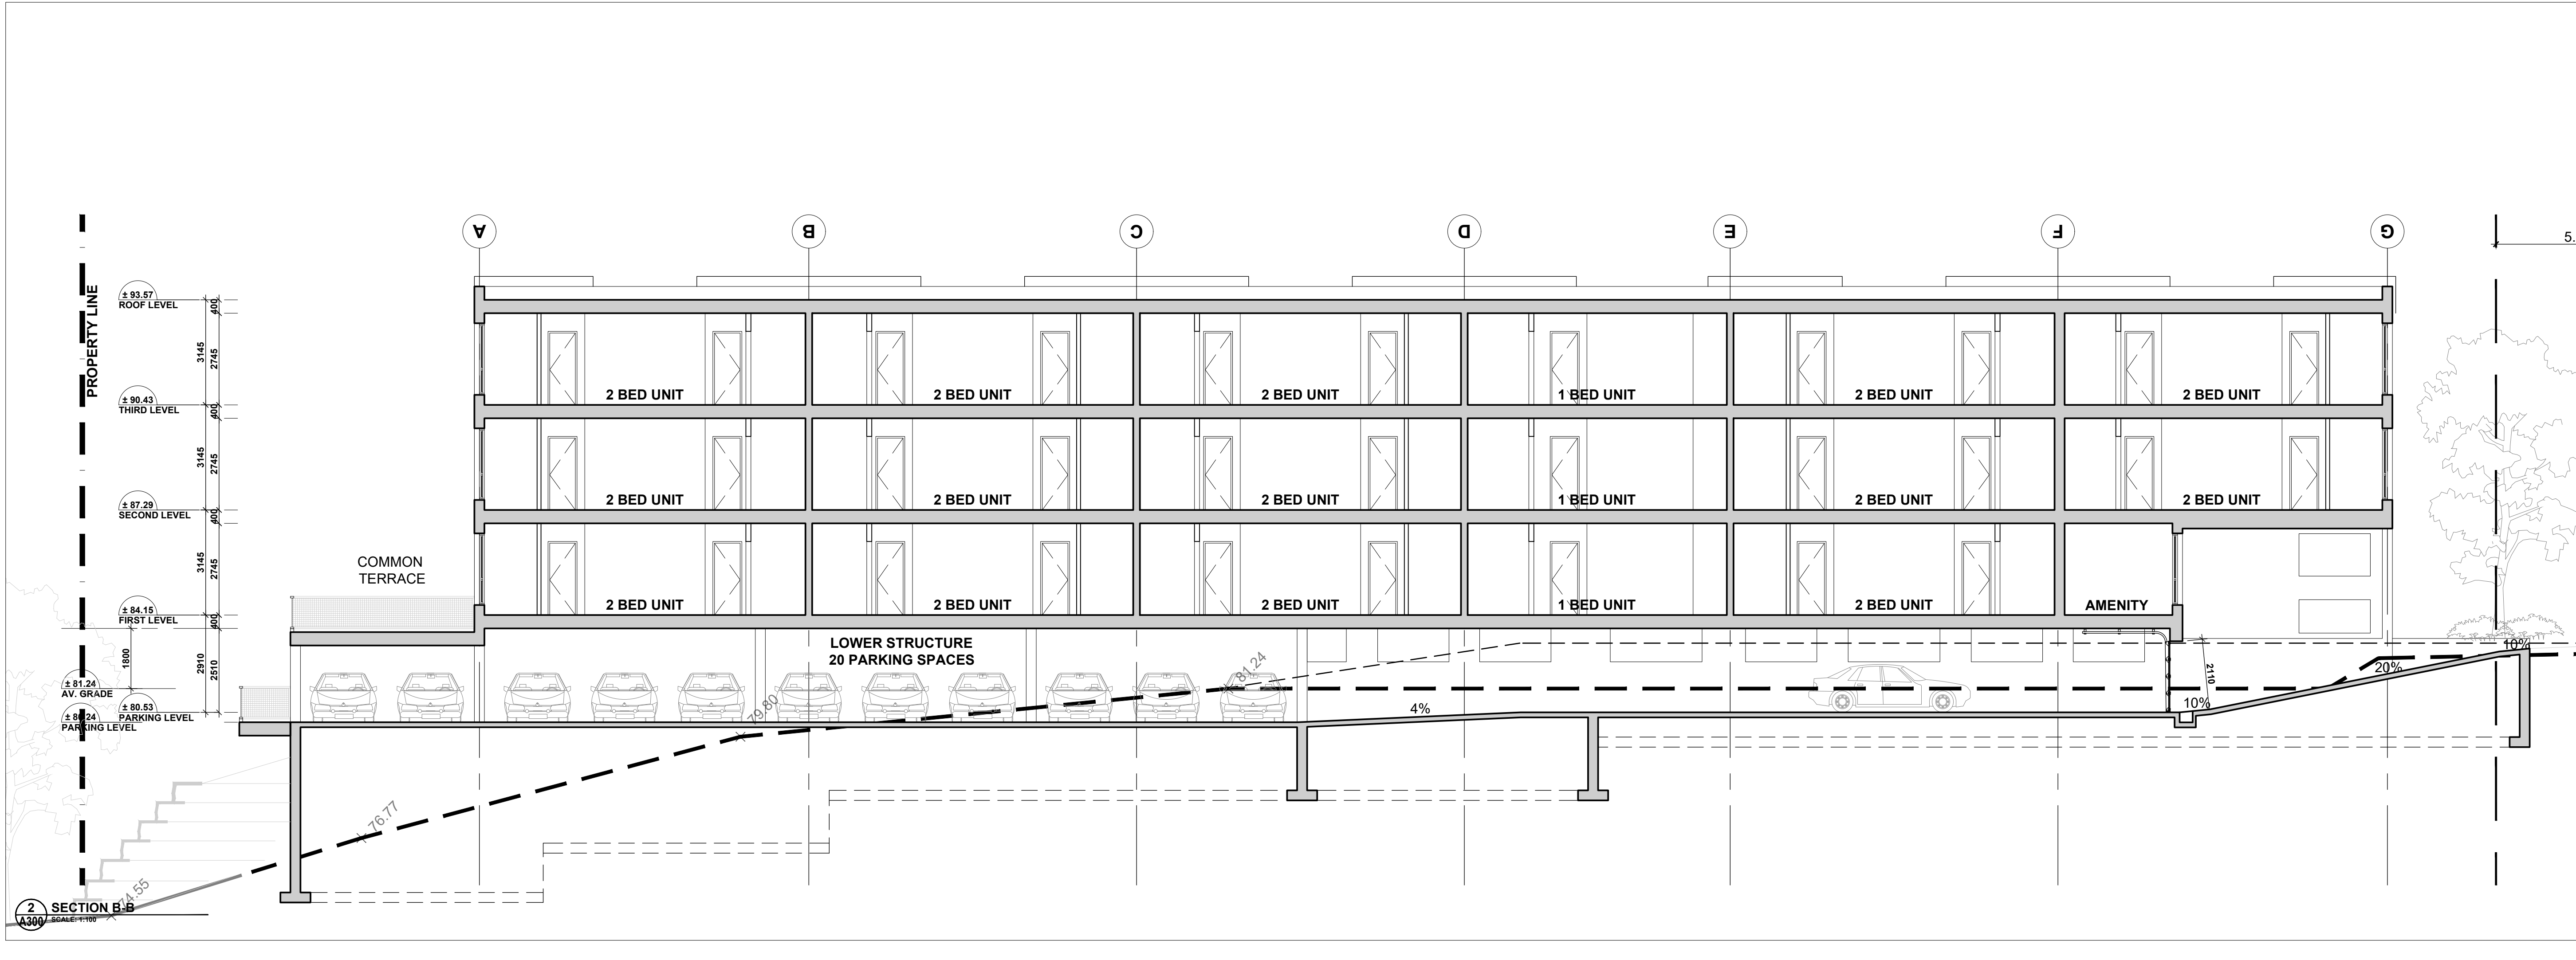 A
B
C
D
E
F
G
5.
PROPERTY LINE
± 93.57
ROOF LEVEL
400
3145
2745
2 BED UNIT 2 BED UNIT 2 BED UNIT 1 BED UNIT 2 BED UNIT 2 BED UNIT
± 90.43
THIRD LEVEL
400
3145
2745
2 BED UNIT 2 BED UNIT 2 BED UNIT 1 BED UNIT 2 BED UNIT 2 BED UNIT
± 87.29
SECOND LEVEL
400
3145
2745
COMMON
TERRACE
2 BED UNIT 2 BED UNIT 2 BED UNIT 1 BED UNIT 2 BED UNIT AMENITY
± 84.15
FIRST LEVEL
400
1800
2910
2510
LOWER STRUCTURE
20 PARKING SPACES
± 81.24
AV. GRADE
± 80.53
PARKING LEVEL
± 80.24
PARKING LEVEL
81.24
79.80
76.77
74.55
4%
10%
2110
20%
10%
2
A300
SECTION B-B
SCALE: 1:100